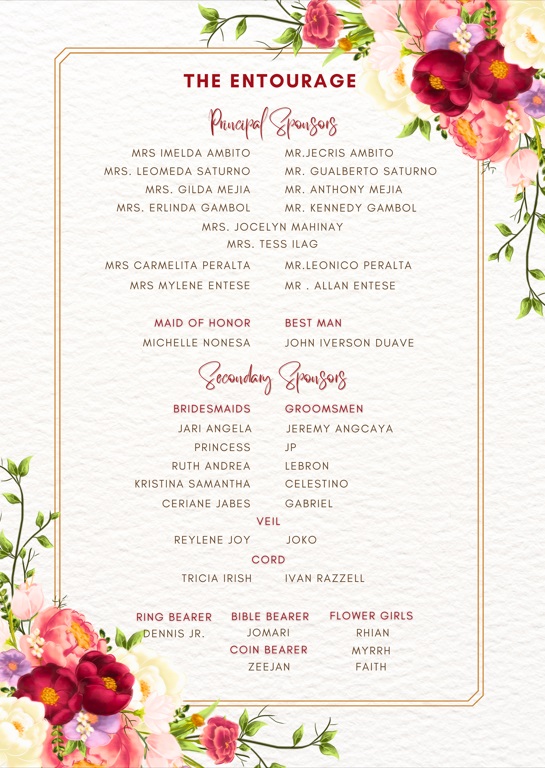 THE ENTOURAGE
Principal Sponsors
MRS IMELDA AMBITO MR.JECRIS AMBITO
MRS. LEOMEDA SATURNO MR. GUALBERTO SATURNO
MRS. GILDA MEJIA MR. ANTHONY MEJIA
MRS. ERLINDA GAMBOL MR. KENNEDY GAMBOL
MRS. JOCELYN MAHINAY
MRS. TESS ILAG
MRS CARMELITA PERALTA MR.LEONICO PERALTA
MRS MYLENE ENTESE MR . ALLAN ENTESE
MAID OF HONOR BEST MAN
MICHELLE NONESA JOHN IVERSON DUAVE
Secondary Sponsors
BRIDESMAIDS GROOMSMEN
JARI ANGELA JEREMY ANGCAYA
PRINCESS JP
RUTH ANDREA LEBRON
KRISTINA SAMANTHA CELESTINO
CERIANE JABES GABRIEL
VEIL
REYLENE JOY JOKO
CORD
TRICIA IRISH IVAN RAZZELL
RING BEARER BIBLE BEARER FLOWER GIRLS
DENNIS JR. JOMARI RHIAN
COIN BEARER MYRRH
ZEEJAN FAITH